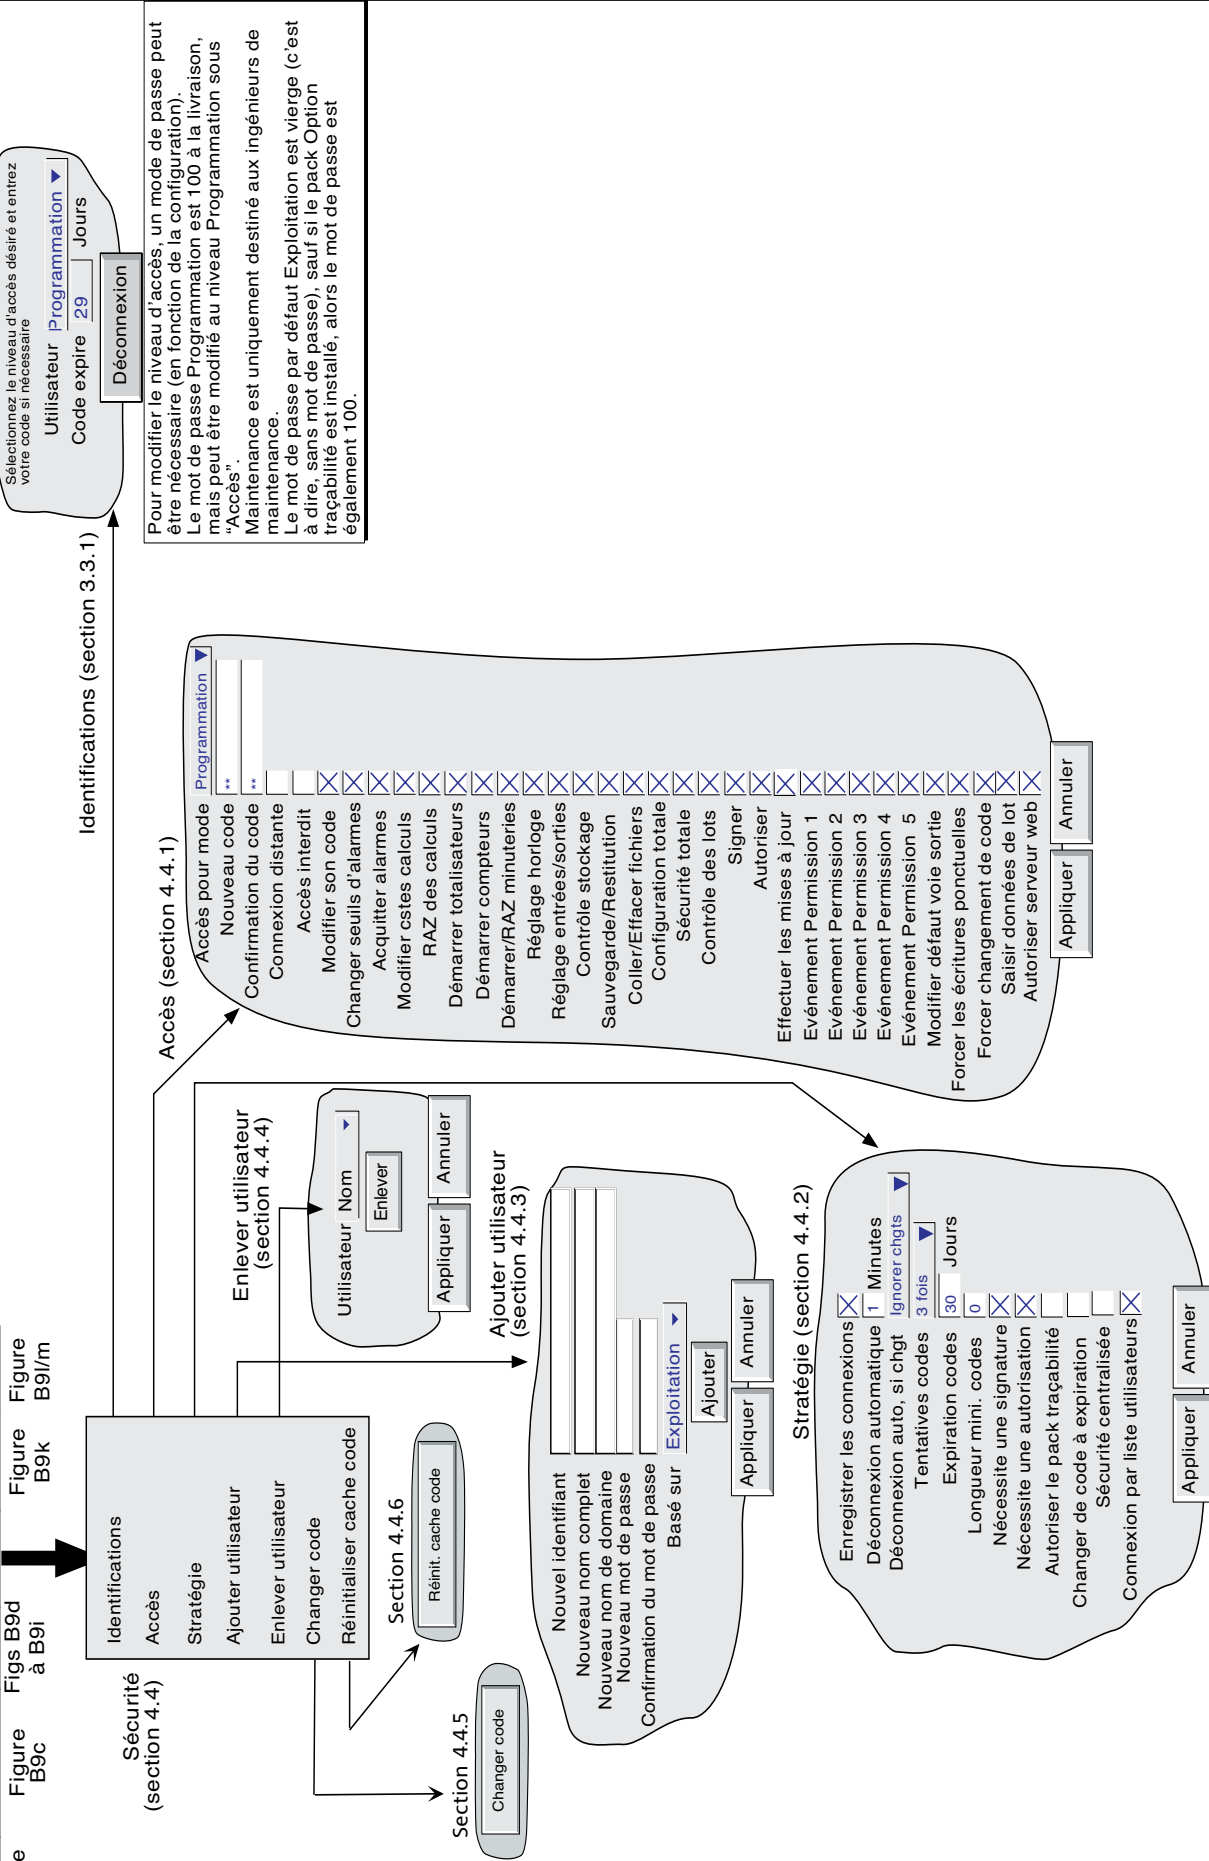 e
Figure
B9c
Figs B9d
à B9i
Figure
B9k
Figure
B9l/m
Sécurité
(section 4.4)
Identifications
Accès
Stratégie
Ajouter utilisateur
Enlever utilisateur
Changer code
Réinitialiser cache code
Section 4.4.5
Changer code
Section 4.4.6
Réinit. cache code
Identifications (section 3.3.1)
Sélectionnez le niveau d'accès désiré et entrez
votre code si nécessaire
Utilisateur Programmation
Code expire 29 Jours
Déconnexion
Pour modifier le niveau d'accès, un mode de passe peut
être nécessaire (en fonction de la configuration).
Le mot de passe Programmation est 100 à la livraison,
mais peut être modifié au niveau Programmation sous
“Accès”.
Maintenance est uniquement destiné aux ingénieurs de
maintenance.
Le mot de passe par défaut Exploitation est vierge (c'est
à dire, sans mot de passe), sauf si le pack Option
traçabilité est installé, alors le mot de passe est
également 100.
Accès (section 4.4.1)
Accès pour mode Programmation
Nouveau code **
Confirmation du code **
Connexion distante
Accès interdit
Modifier son code
Changer seuils d'alarmes
Acquitter alarmes
Modifier cstes calculs
RAZ des calculs
Démarrer totalisateurs
Démarrer compteurs
Démarrer/RAZ minuteries
Réglage horloge
Réglage entrées/sorties
Contrôle stockage
Sauvegarde/Restitution
Coller/Effacer fichiers
Configuration totale
Sécurité totale
Contrôle des lots
Signer
Autoriser
Effectuer les mises à jour
Evénement Permission 1
Evénement Permission 2
Evénement Permission 3
Evénement Permission 4
Evénement Permission 5
Modifier défaut voie sortie
Forcer les écritures ponctuelles
Forcer changement de code
Saisir données de lot
Autoriser serveur web
Appliquer Annuler
Enlever utilisateur
(section 4.4.4)
Utilisateur Nom
Enlever
Appliquer Annuler
Ajouter utilisateur
(section 4.4.3)
Nouvel identifiant
Nouveau nom complet
Nouveau nom de domaine
Nouveau mot de passe
Confirmation du mot de passe
Basé sur Exploitation
Ajouter
Appliquer Annuler
Stratégie (section 4.4.2)
Enregistrer les connexions
Déconnexion automatique 1 Minutes
Déconnexion auto, si chgt Ignorer chgts
Tentatives codes 3 fois
Expiration codes 30 Jours
Longueur mini. codes 0
Nécessite une signature
Nécessite une autorisation
Autoriser le pack traçabilité
Changer de code à expiration
Sécurité centralisée
Connexion par liste utilisateurs
Appliquer Annuler